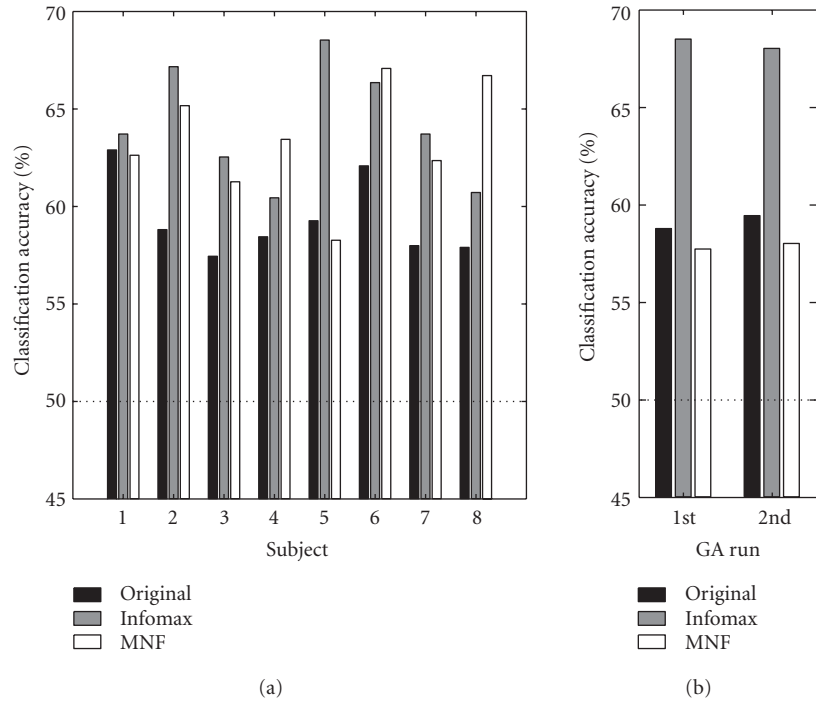 70
65
60
55
50
45
Classification accuracy (%)
1 2 3 4 5 6 7 8
Subject
Original
Infomax
MNF
(a)
70
65
60
55
50
45
Classification accuracy (%)
1st 2nd
GA run
Original
Infomax
MNF
(b)